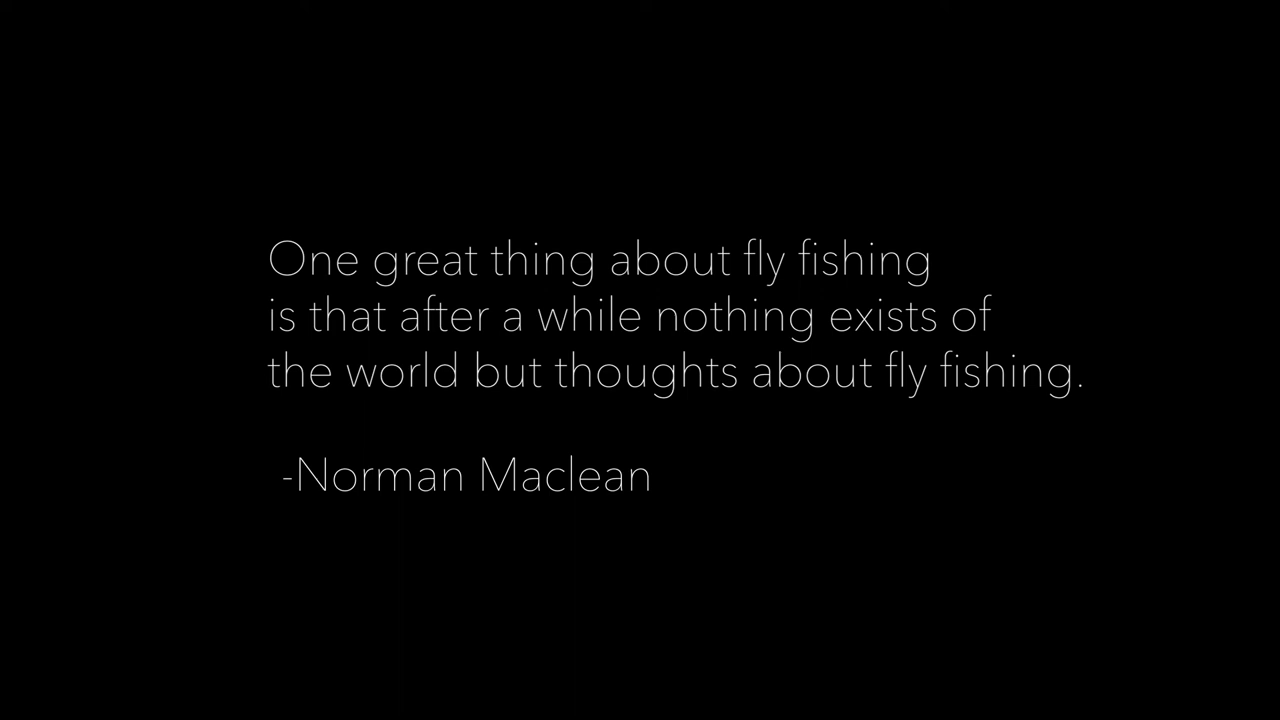 One great thing about fly fishing
is that after a while nothing exists of
the world but thoughts about fly fishing.
-Norman Maclean